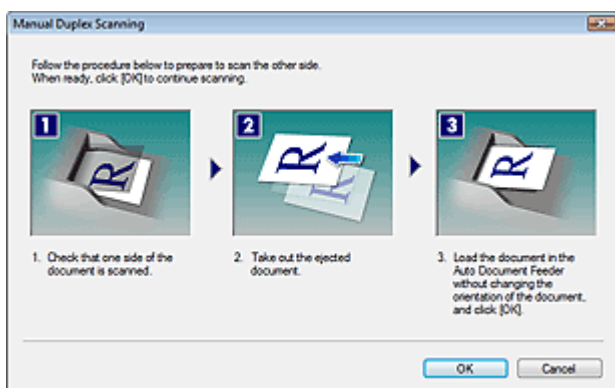 Manual Duplex Scanning
Follow the procedure below to prepare to scan the other side.
When ready, click [OK] to continue scanning.
1
R
2
R
R
3
R
1. Check that one side of the
document is scanned.
2. Take out the ejected
document.
3. Load the document in the
Auto Document Feeder
without changing the
orientation of the document,
and click [OK].
OK
Cancel